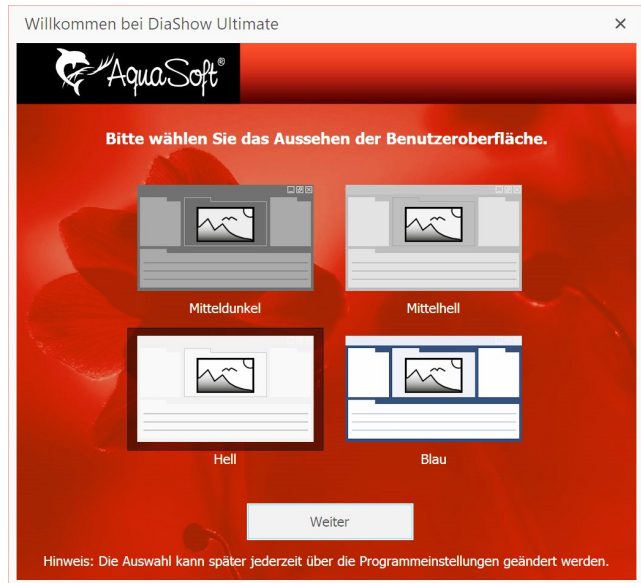 Willkommen bei DiaShow Ultimate
AquaSoft®
Bitte wählen Sie das Aussehen der Benutzeroberfläche.
Mitteldunkel
Mittelhell
Hell
Blau
Weiter
Hinweis: Die Auswahl kann später jederzeit über die Programmeinstellungen geändert werden.